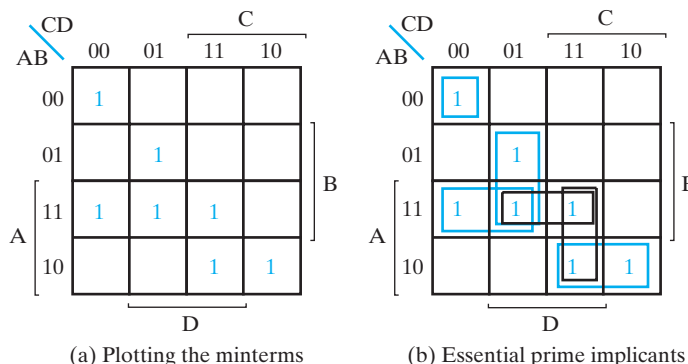 CD C CD C
AB 00 01 11 10 AB 00 01 11 10
00 1 00 1
01 1 01 1
B B
A 11 1 1 1 A 11 1 1 1
10 1 1 10 1 1
D D
(a) Plotting the minterms (b) Essential prime implicants